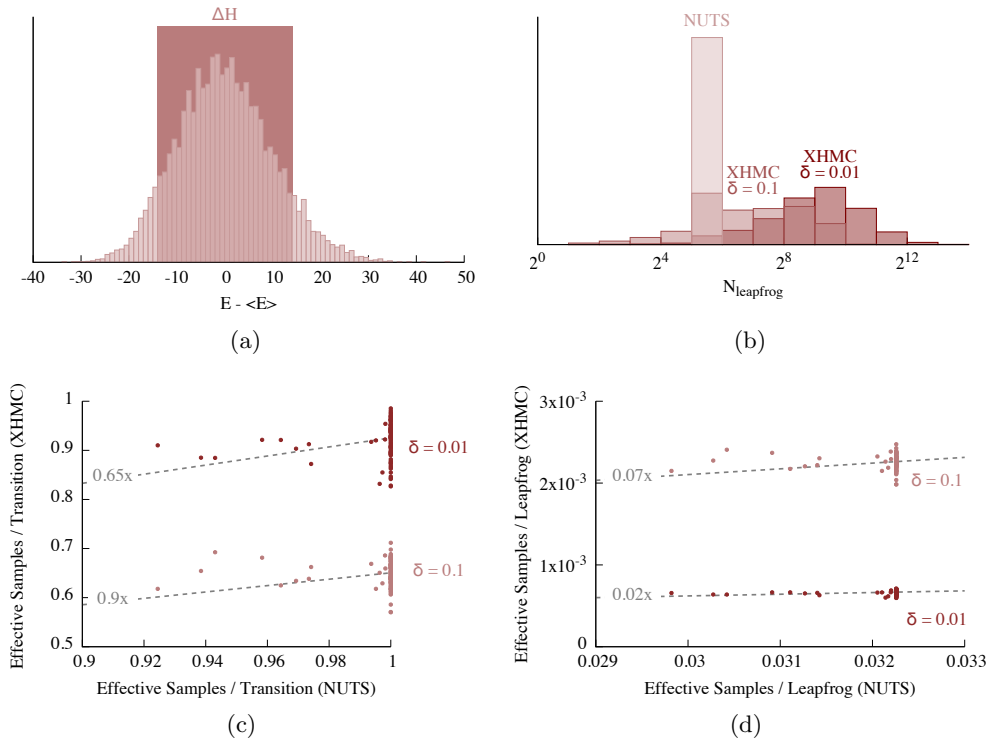 ΔH
-40 -30 -20 -10 0 10 20 30 40 50
E - <E>
(a)
NUTS
XHMC
δ = 0.1
XHMC
δ = 0.01
2^0 2^4 2^8 2^12
N_leapfrog
(b)
Effective Samples / Transition (XHMC)
1
0.9
0.8
0.7
0.6
0.5
0.65x
0.9x
δ = 0.01
δ = 0.1
0.9 0.92 0.94 0.96 0.98 1
Effective Samples / Transition (NUTS)
(c)
Effective Samples / Leapfrog (XHMC)
3x10^-3
2x10^-3
1x10^-3
0
0.07x
0.02x
δ = 0.1
δ = 0.01
0.029 0.03 0.031 0.032 0.033
Effective Samples / Leapfrog (NUTS)
(d)